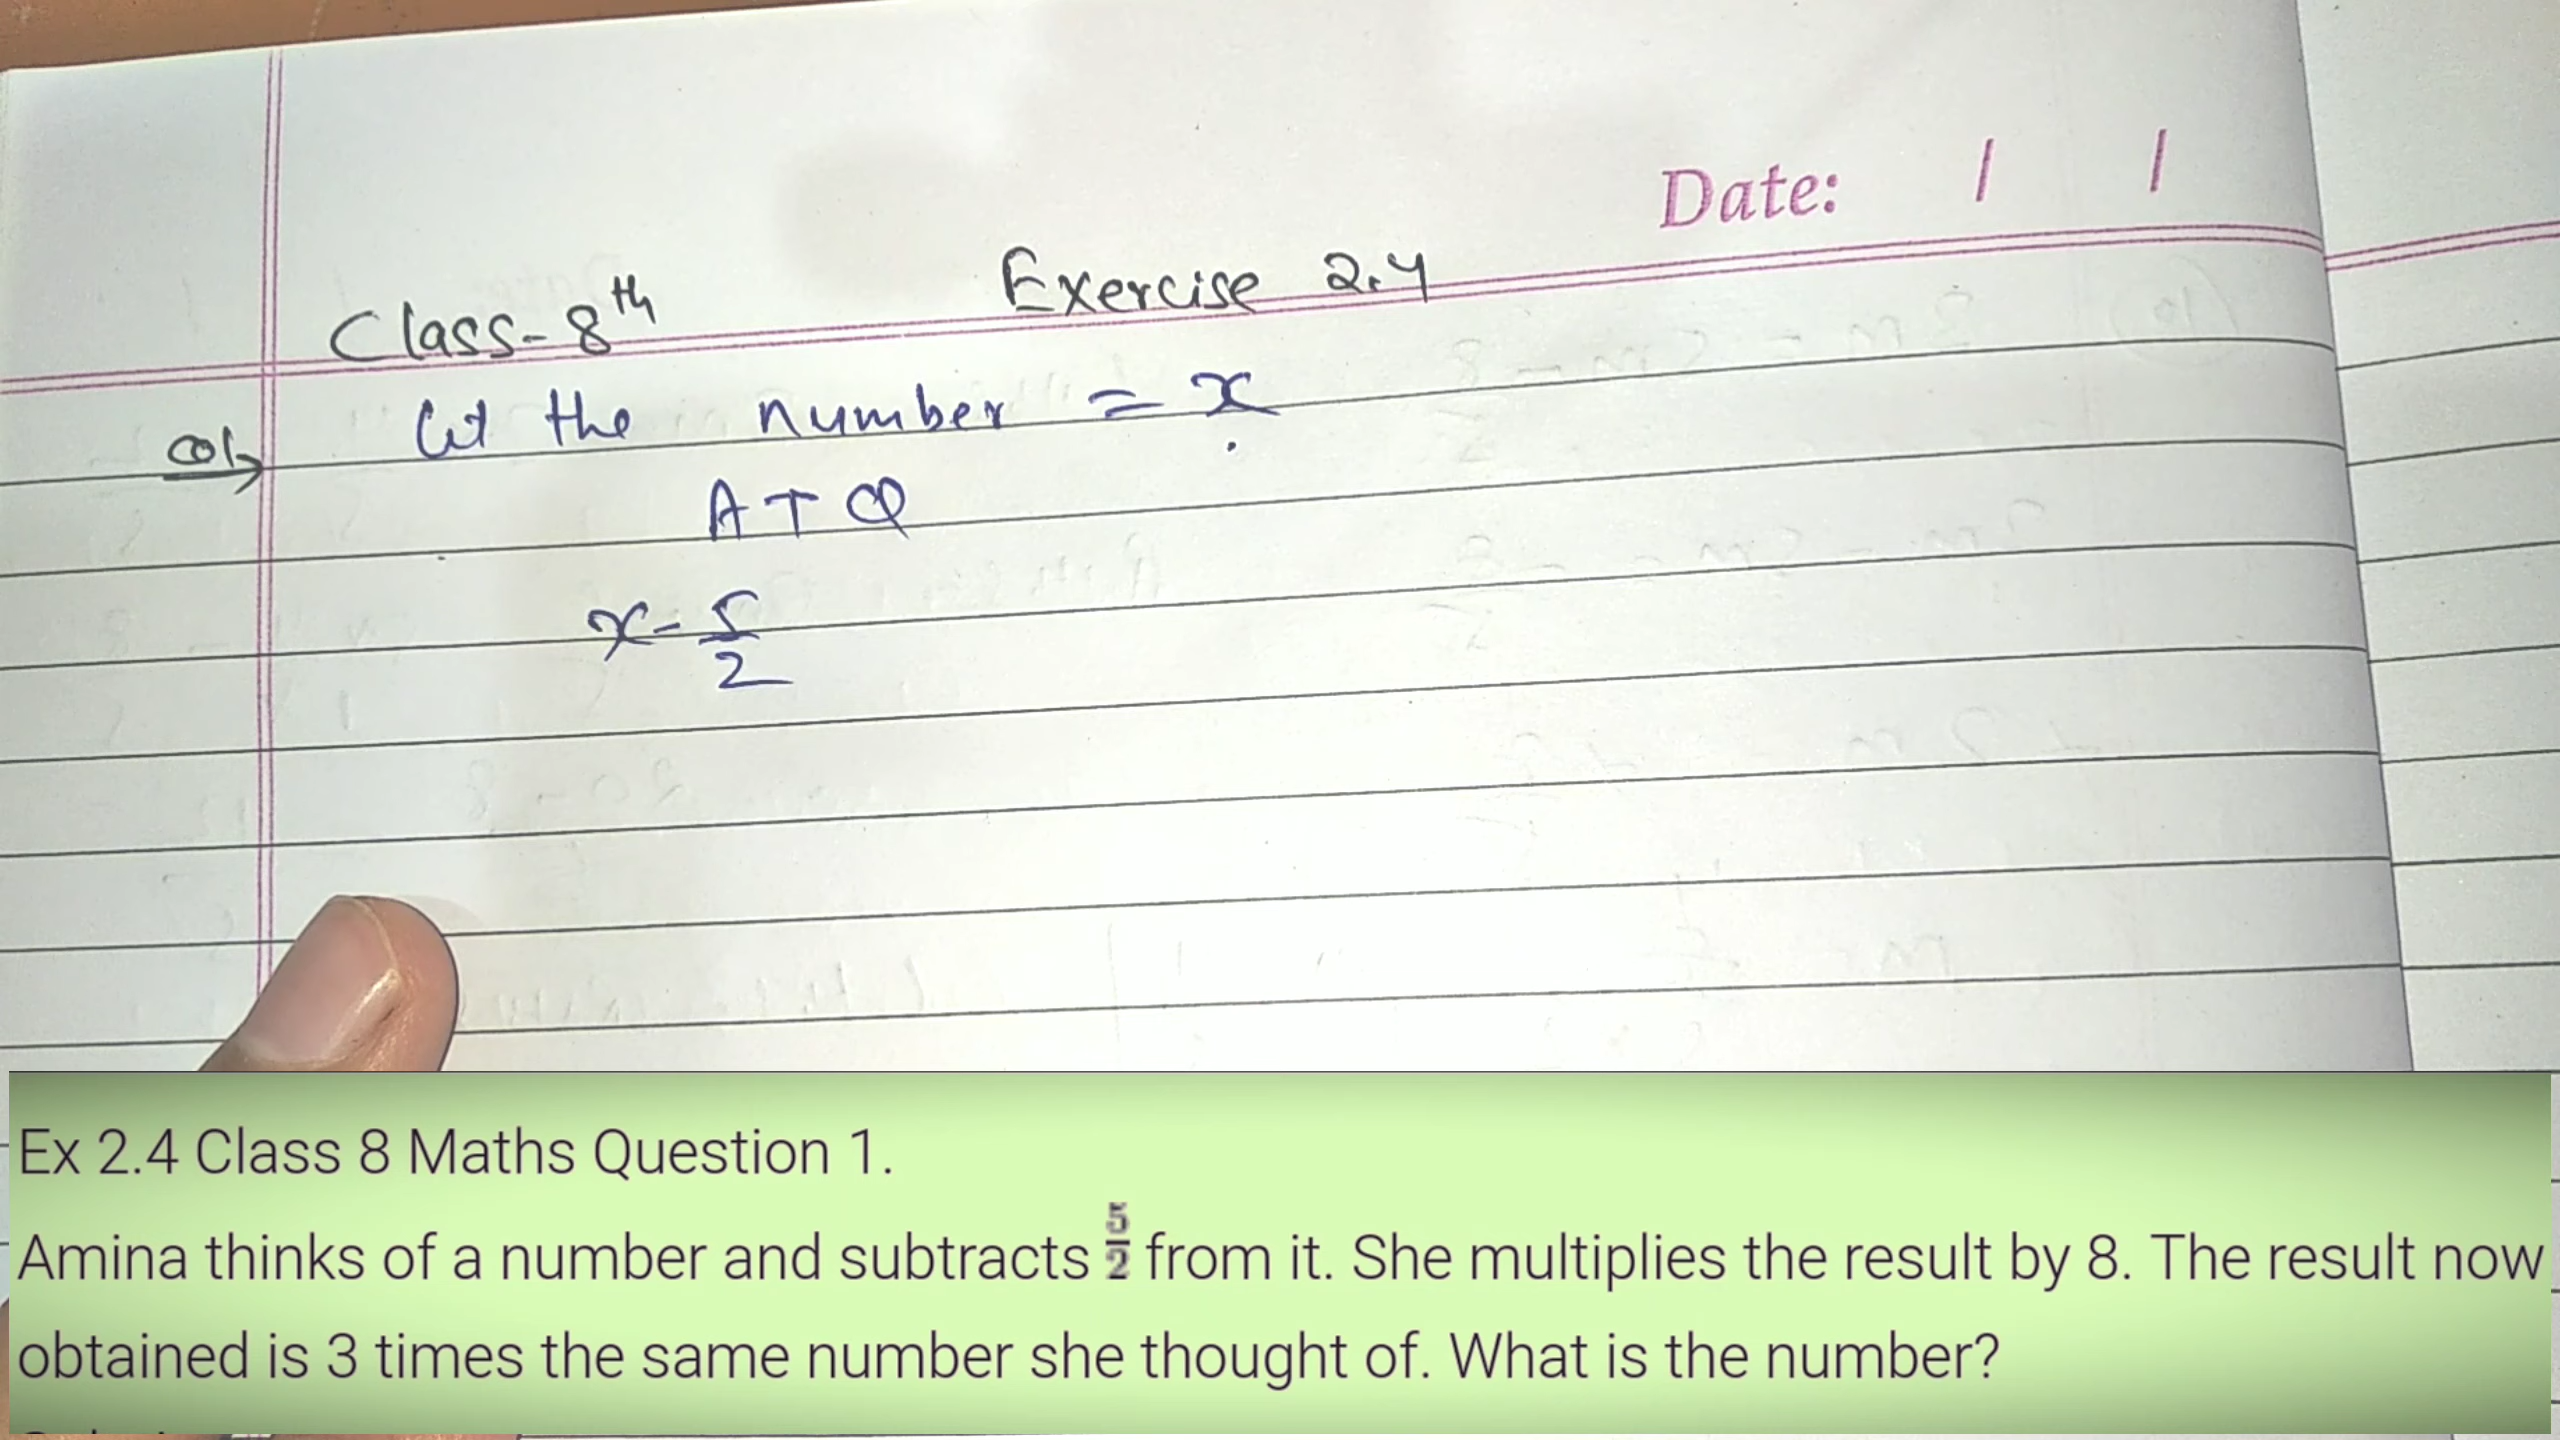 Date: / /
Class-8th Exercise 2.4
Let the number = x
A T Q
x - 5/2
Ex 2.4 Class 8 Maths Question 1.
Amina thinks of a number and subtracts 5/2 from it. She multiplies the result by 8. The result now
obtained is 3 times the same number she thought of. What is the number?